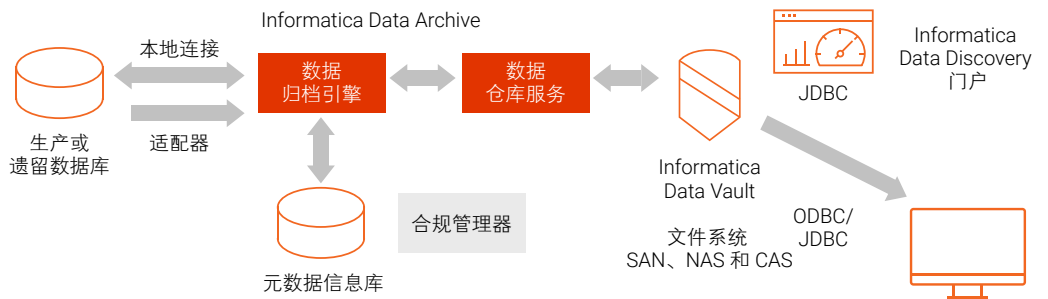 Informatica Data Archive
本地连接
数据
归档引擎
数据
仓库服务
Informatica
Data Discovery
门户
JDBC
生产或
遗留数据库
适配器
Informatica
Data Vault
合规管理器
元数据信息库
文件系统
SAN、NAS 和 CAS
ODBC/
JDBC